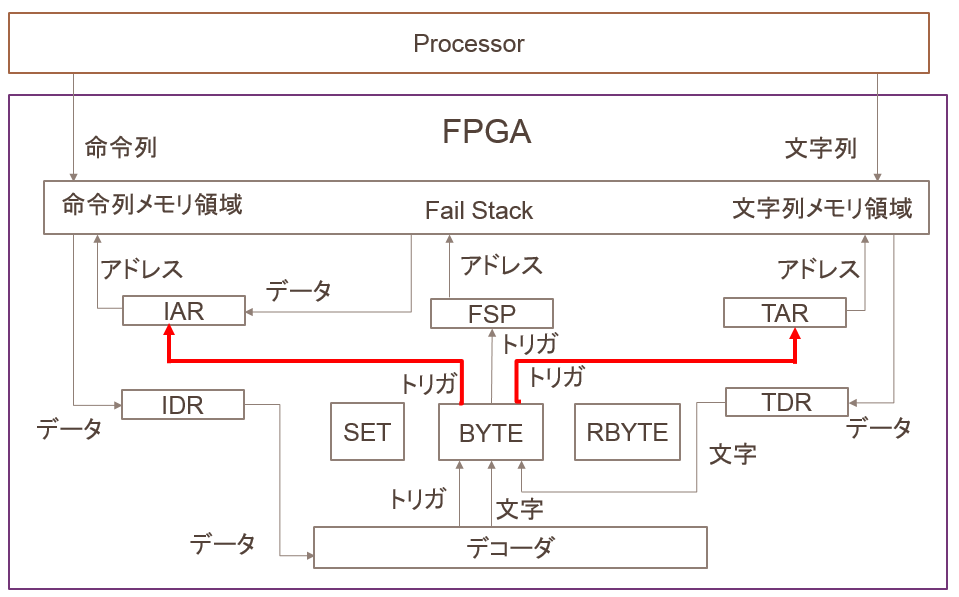 Processor
FPGA
命令列
文字列
命令列メモリ領域
Fail Stack
文字列メモリ領域
アドレス
データ
アドレス
アドレス
IAR
FSP
TAR
トリガ
トリガ
トリガ
IDR
TDR
データ
SET
BYTE
RBYTE
データ
文字
トリガ
文字
データ
デコーダ